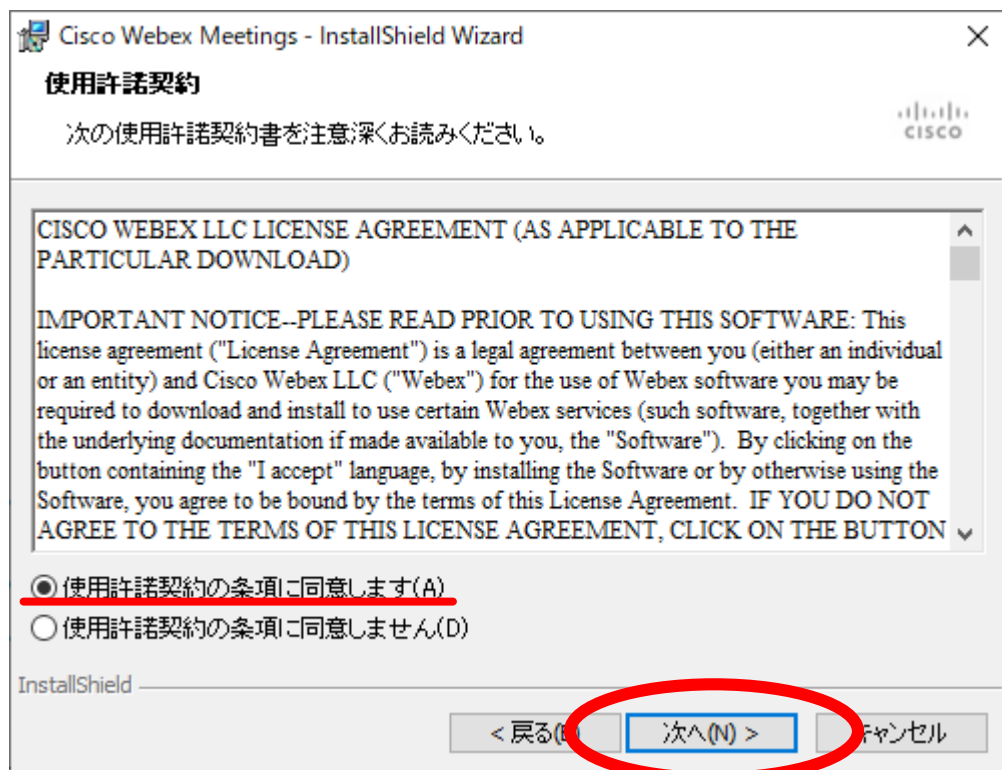 Cisco Webex Meetings - InstallShield Wizard
使用許諾契約
次の使用許諾契約書を注意深くお読みください。
CISCO
CISCO WEBEX LLC LICENSE AGREEMENT (AS APPLICABLE TO THE
PARTICULAR DOWNLOAD)
IMPORTANT NOTICE--PLEASE READ PRIOR TO USING THIS SOFTWARE: This
license agreement ("License Agreement") is a legal agreement between you (either an individual
or an entity) and Cisco Webex LLC ("Webex") for the use of Webex software you may be
required to download and install to use certain Webex services (such software, together with
the underlying documentation if made available to you, the "Software").  By clicking on the
button containing the "I accept" language, by installing the Software or by otherwise using the
Software, you agree to be bound by the terms of this License Agreement.  IF YOU DO NOT
AGREE TO THE TERMS OF THIS LICENSE AGREEMENT, CLICK ON THE BUTTON
使用許諾契約の条項に同意します(A)
使用許諾契約の条項に同意しません(D)
InstallShield
< 戻る(
次へ(N) >
キャンセル